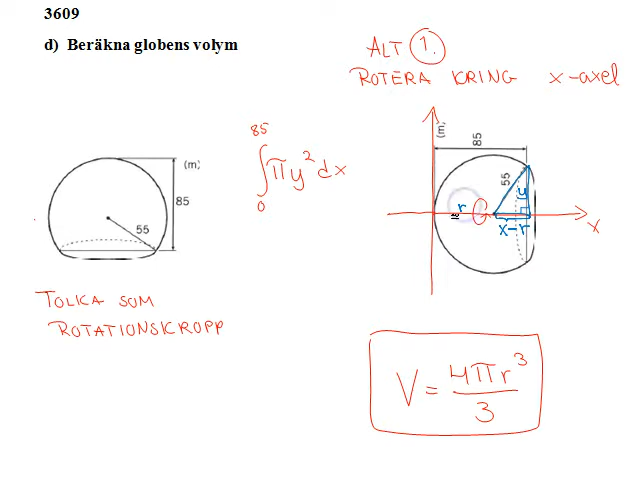 3609
d) Beräkna globens volym
ALT 1.
ROTERA KRING x-axel
85
∫ πy² dx
0
(m)
85
55
(m)
85
55
r
y
x-r
x
TOLKA SOM
ROTATIONSKROPP
V = 4πr³/3